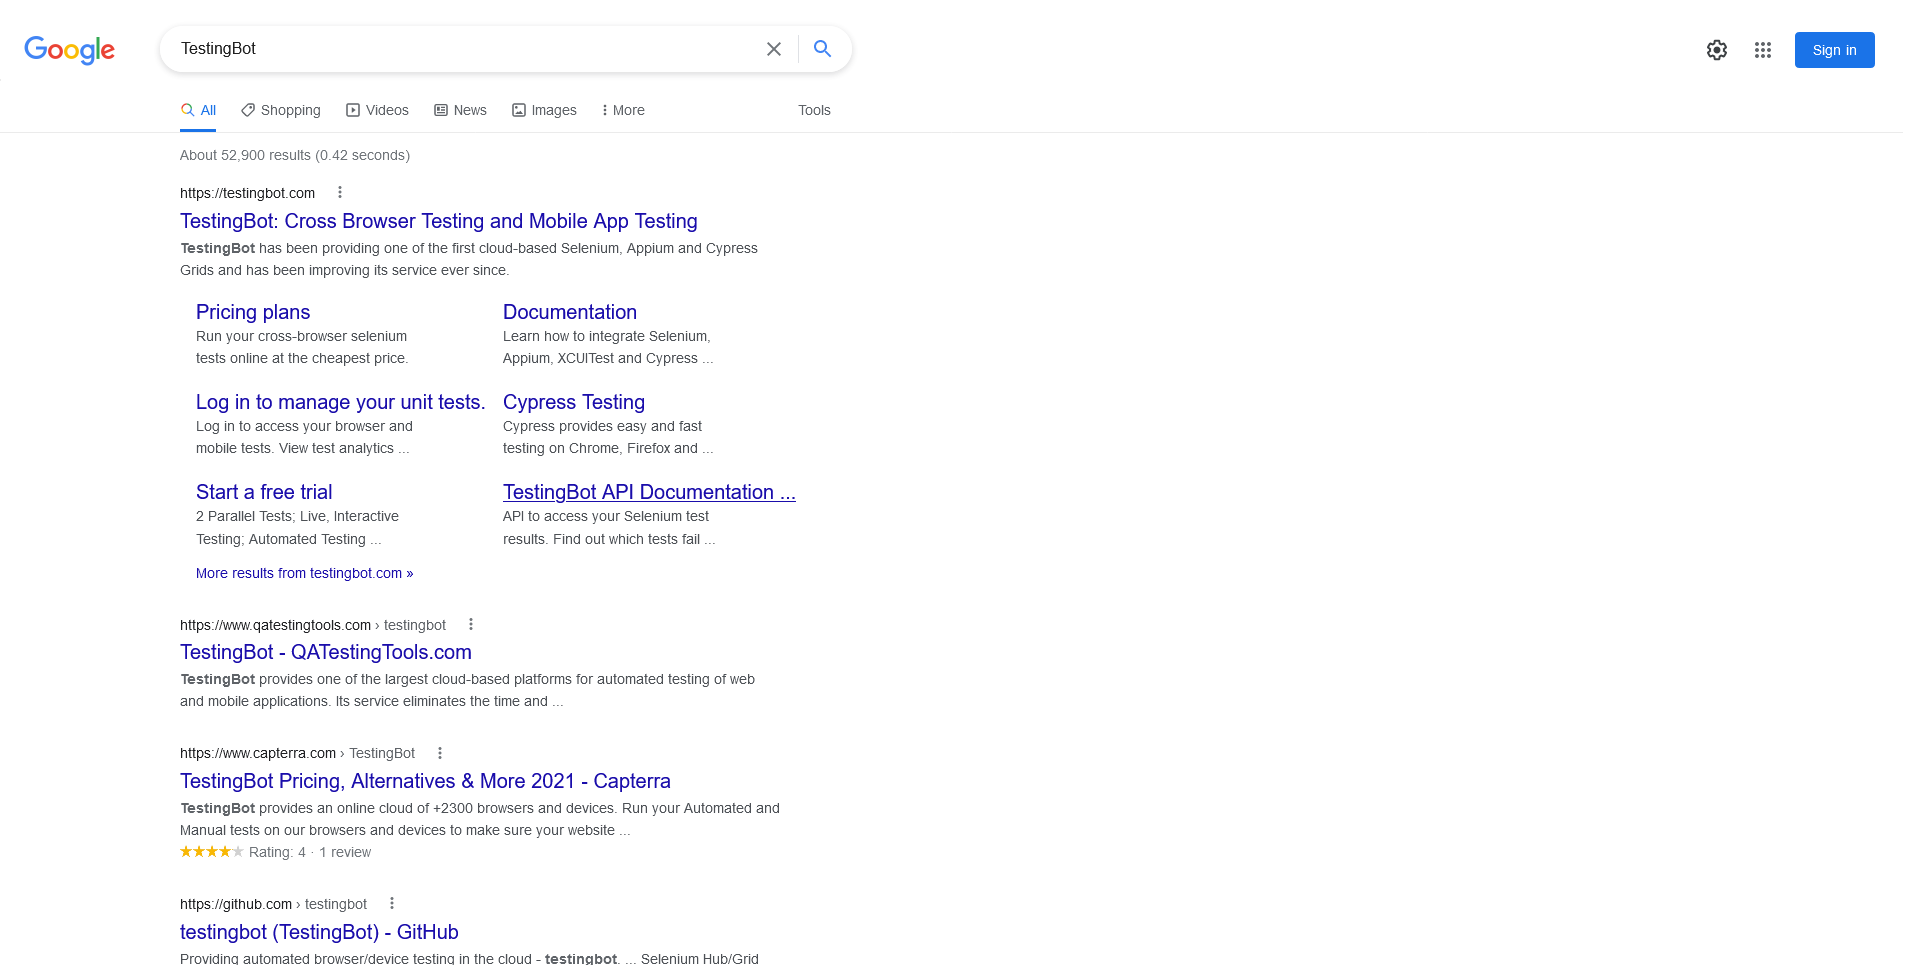 Google
TestingBot
Sign in
All
Shopping
Videos
News
Images
More
Tools
About 52,900 results (0.42 seconds)
https://testingbot.com
TestingBot: Cross Browser Testing and Mobile App Testing
TestingBot has been providing one of the first cloud-based Selenium, Appium and Cypress
Grids and has been improving its service ever since.
Pricing plans
Run your cross-browser selenium
tests online at the cheapest price.
Documentation
Learn how to integrate Selenium,
Appium, XCUITest and Cypress ...
Log in to manage your unit tests.
Log in to access your browser and
mobile tests. View test analytics ...
Cypress Testing
Cypress provides easy and fast
testing on Chrome, Firefox and ...
Start a free trial
2 Parallel Tests; Live, Interactive
Testing; Automated Testing ...
TestingBot API Documentation ...
API to access your Selenium test
results. Find out which tests fail ...
More results from testingbot.com »
https://www.qatestingtools.com › testingbot
TestingBot - QATestingTools.com
TestingBot provides one of the largest cloud-based platforms for automated testing of web
and mobile applications. Its service eliminates the time and ...
https://www.capterra.com › TestingBot
TestingBot Pricing, Alternatives & More 2021 - Capterra
TestingBot provides an online cloud of +2300 browsers and devices. Run your Automated and
Manual tests on our browsers and devices to make sure your website ...
Rating: 4 · 1 review
https://github.com › testingbot
testingbot (TestingBot) - GitHub
Providing automated browser/device testing in the cloud - testingbot. ... Selenium Hub/Grid